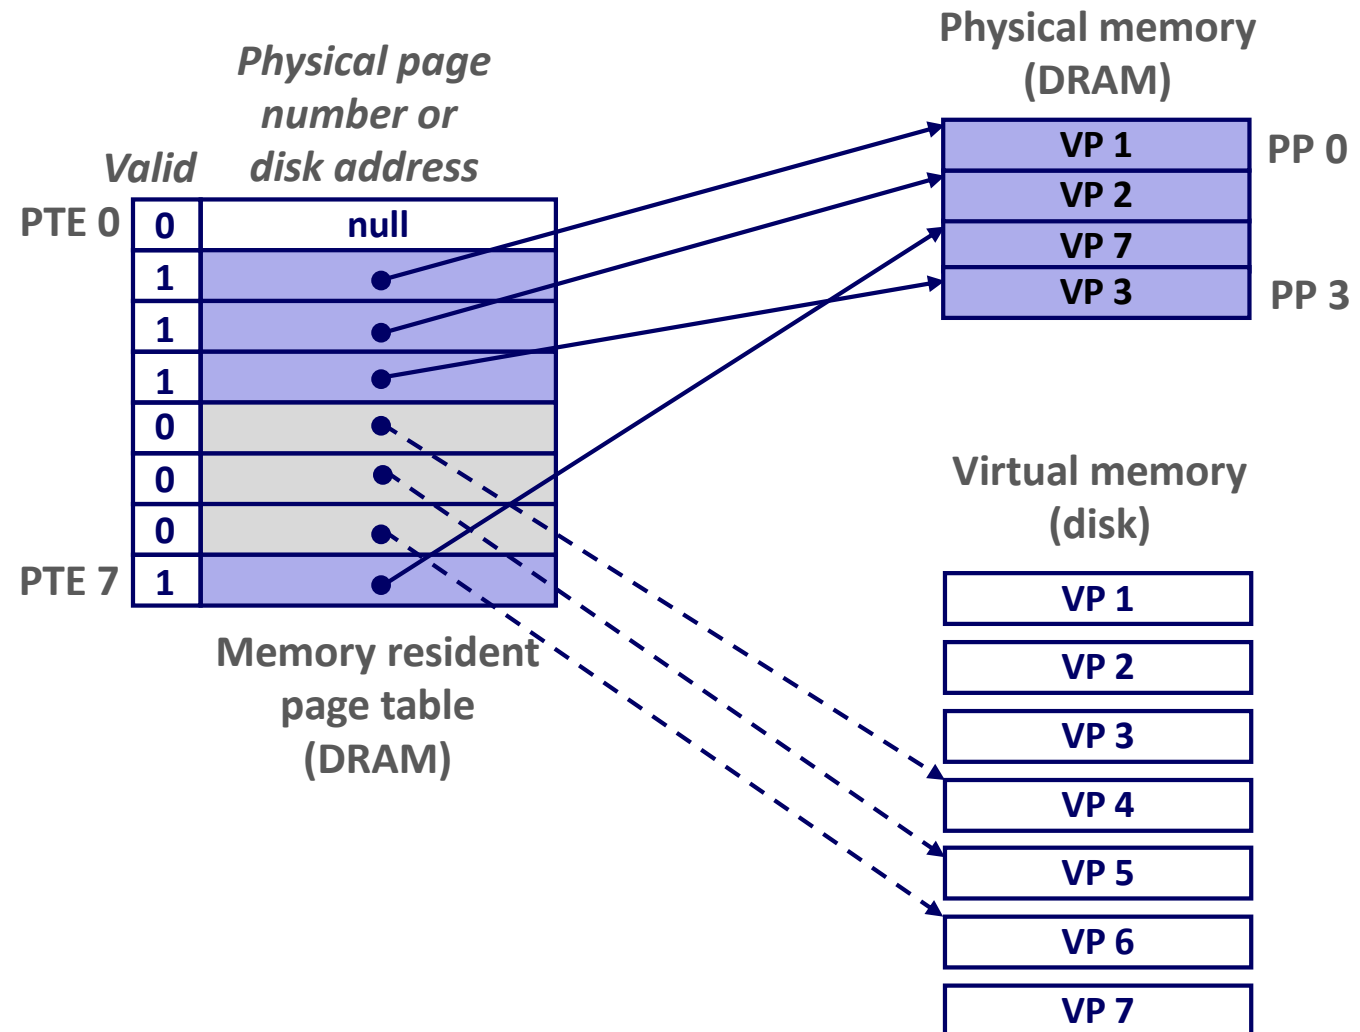 Physical memory
(DRAM)
Physical page
number or
disk address
Valid
VP 1
PP 0
VP 2
VP 7
VP 3
PP 3
PTE 0
0
null
1
1
1
0
0
0
PTE 7
1
Memory resident
page table
(DRAM)
Virtual memory
(disk)
VP 1
VP 2
VP 3
VP 4
VP 5
VP 6
VP 7